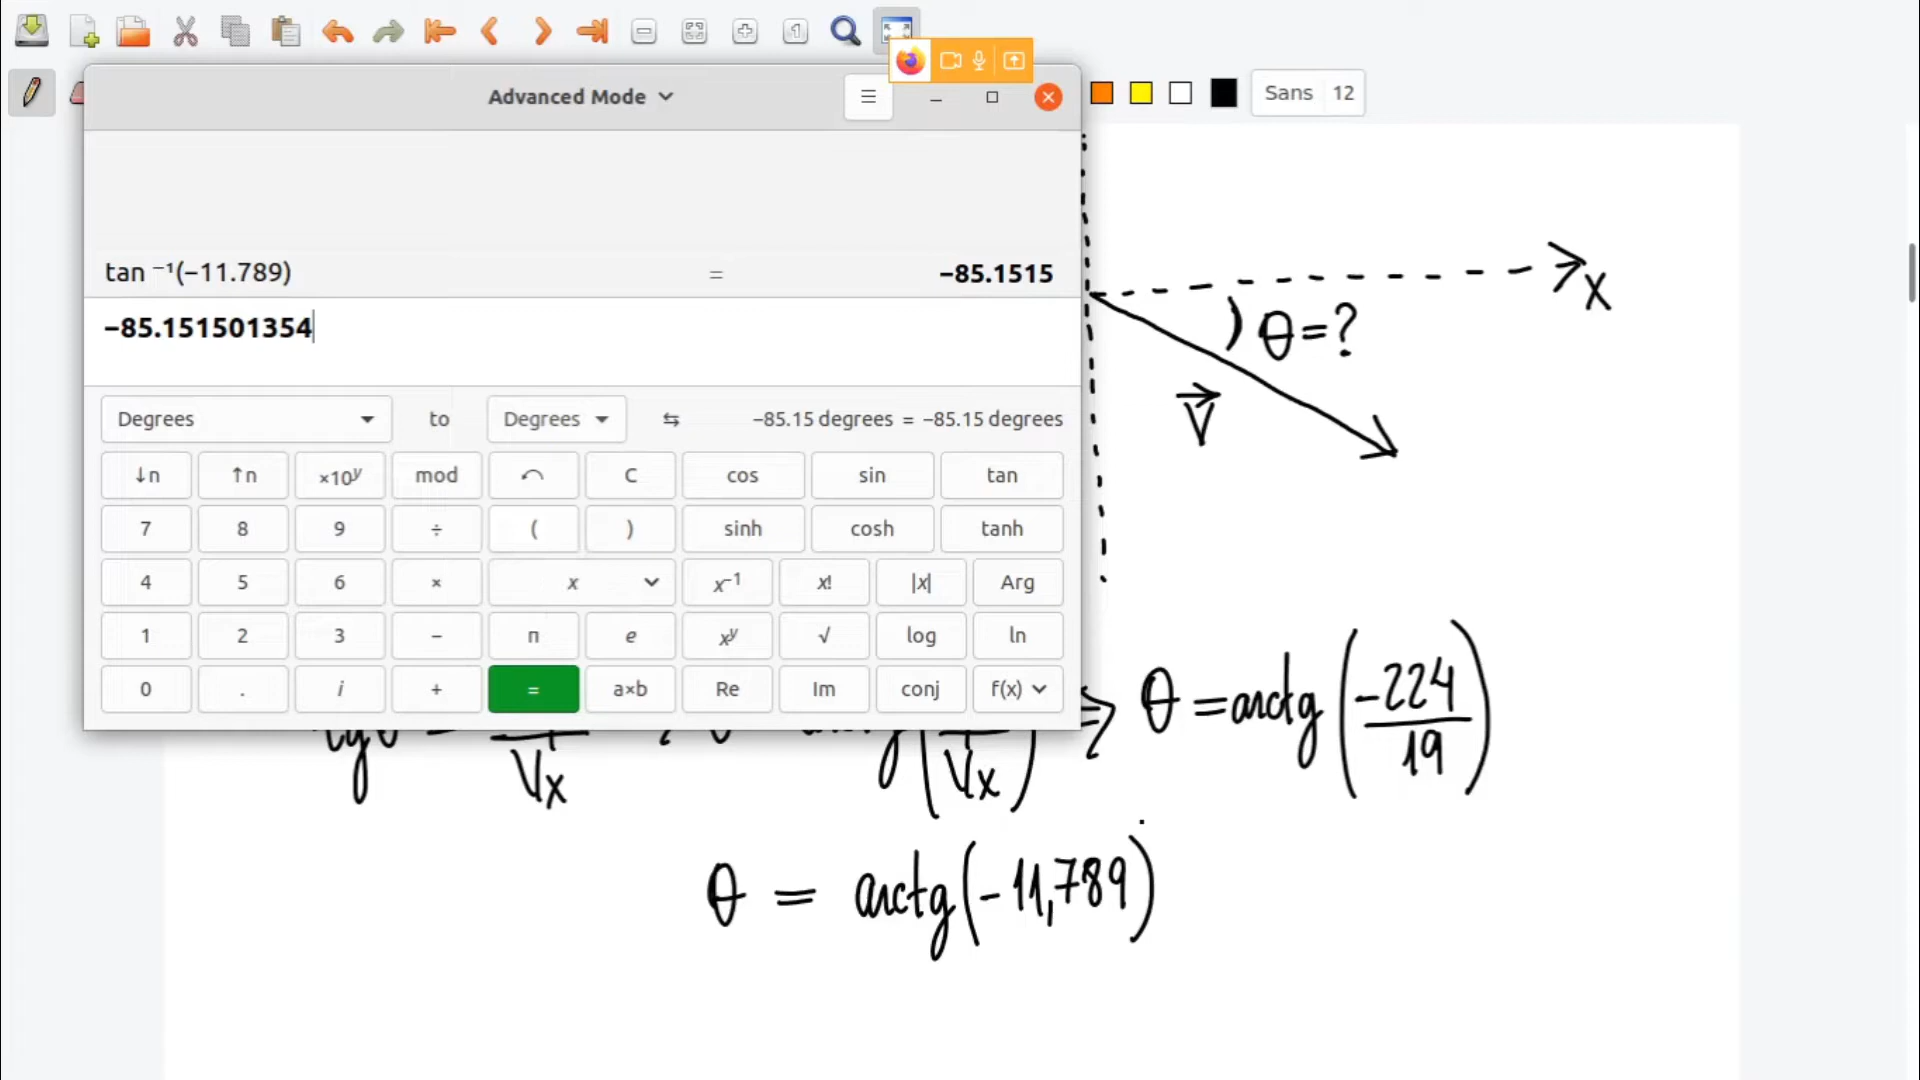 Sans 12
Advanced Mode
tan ⁻¹(−11.789) = −85.1515
−85.151501354
Degrees to Degrees −85.15 degrees = −85.15 degrees
↓n ↑n ×10ʸ mod C cos sin tan
7 8 9 ÷ ( ) sinh cosh tanh
4 5 6 × x x⁻¹ x! |x| Arg
1 2 3 − π e xʸ √ log ln
0 . i + = a×b Re Im conj f(x)
X
θ=?
V
θ = arctg(-224/19)
Vx Vx
θ = arctg(-11,789)